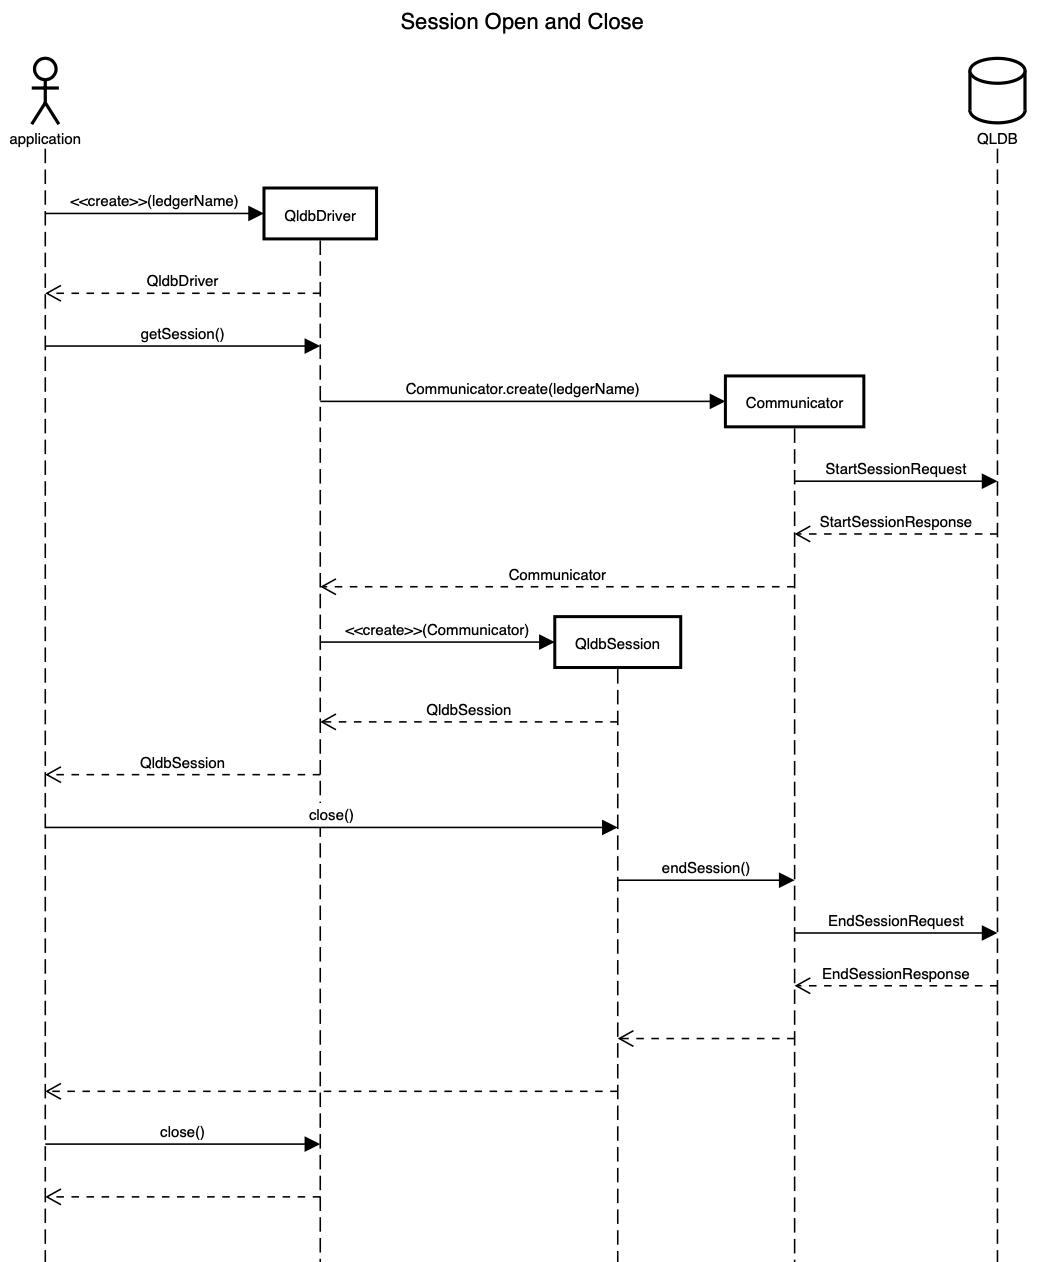 Session Open and Close
application
QLDB
<<create>>(ledgerName)
QldbDriver
QldbDriver
getSession()
Communicator.create(ledgerName)
Communicator
StartSessionRequest
StartSessionResponse
Communicator
<<create>>(Communicator)
QldbSession
QldbSession
QldbSession
close()
endSession()
EndSessionRequest
EndSessionResponse
close()